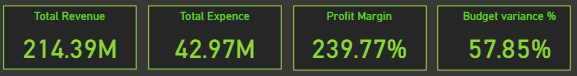 Total Revenue
214.39M
Total Expence
42.97M
Profit Margin
239.77%
Budget variance %
57.85%